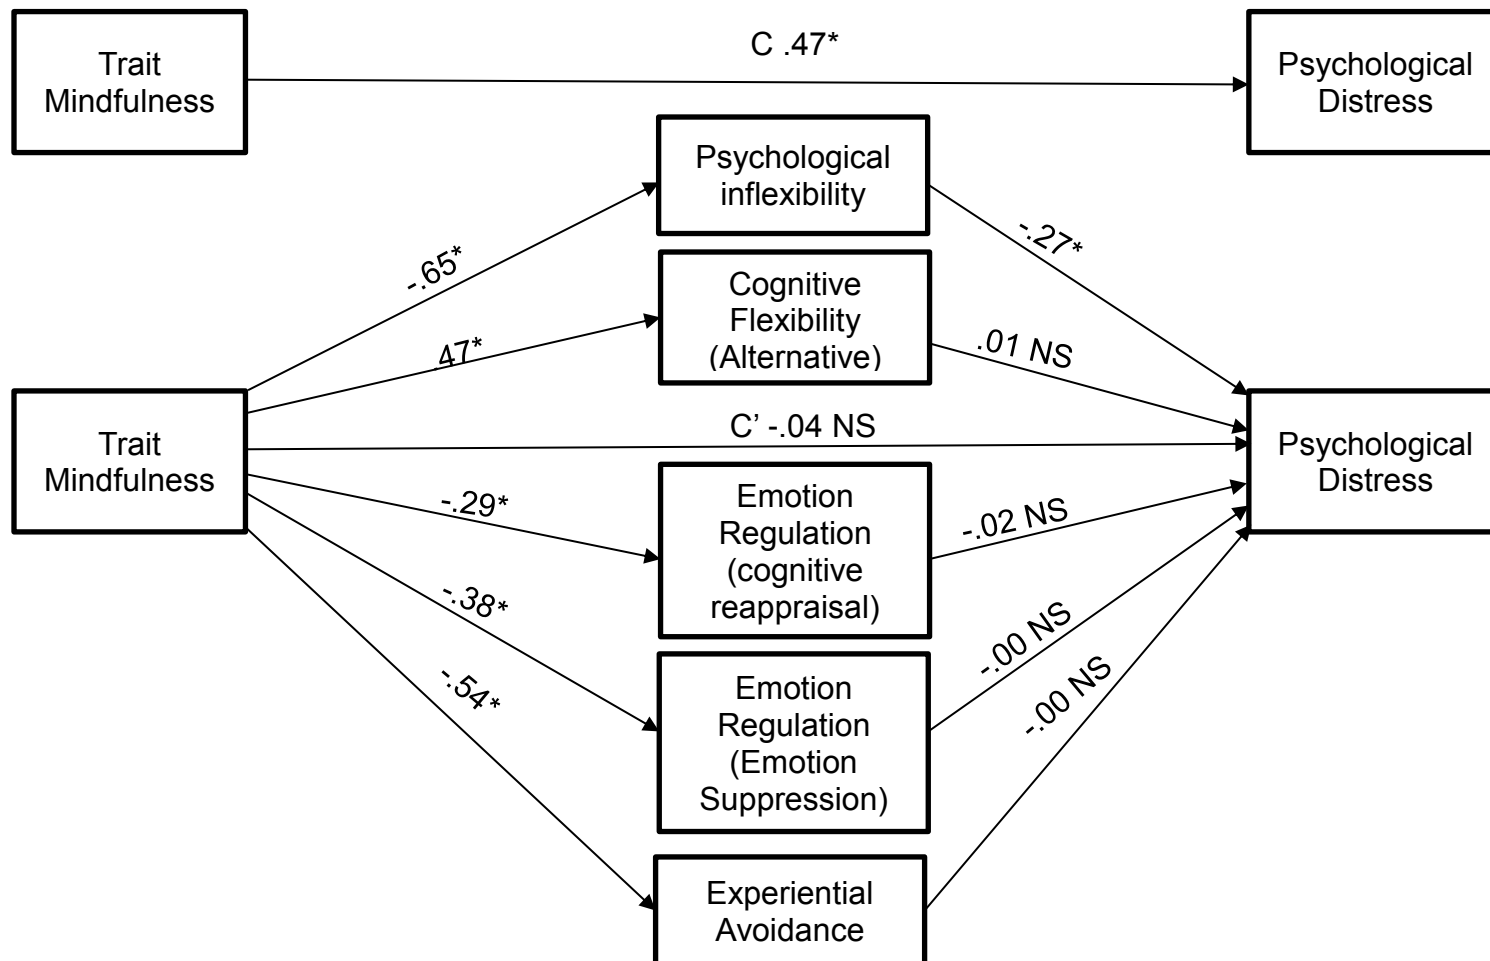 Trait
Mindfulness
C .47*
Psychological
Distress
Psychological
inflexibility
-.65*
-.27*
Cognitive
Flexibility
(Alternative)
.47*
.01 NS
Trait
Mindfulness
C’ -.04 NS
Psychological
Distress
-.29*
Emotion
Regulation
(cognitive
reappraisal)
-.02 NS
-.38*
Emotion
Regulation
(Emotion
Suppression)
-.00 NS
-.54*
Experiential
Avoidance
-.00 NS